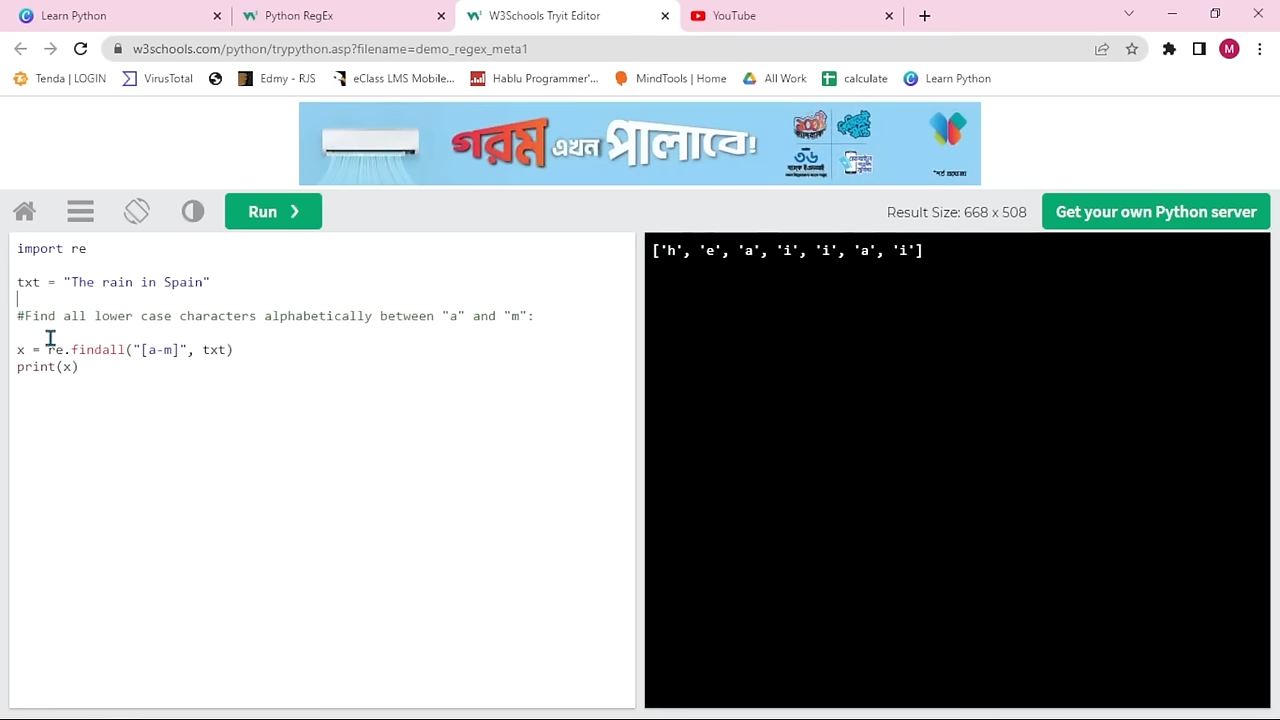 Learn Python
Python RegEx
W3Schools Tryit Editor
YouTube
w3schools.com/python/trypython.asp?filename=demo_regex_meta1
M
Tenda | LOGIN
VirusTotal
Edmy - RJS
eClass LMS Mobile...
Hablu Programmer'...
MindTools | Home
All Work
calculate
Learn Python
গরম এখন পালাবে!
৩৬
Run ❯
Result Size: 668 x 508
Get your own Python server
import re
txt = "The rain in Spain"
#Find all lower case characters alphabetically between "a" and "m":
x = re.findall("[a-m]", txt)
print(x)
['h', 'e', 'a', 'i', 'i', 'a', 'i']